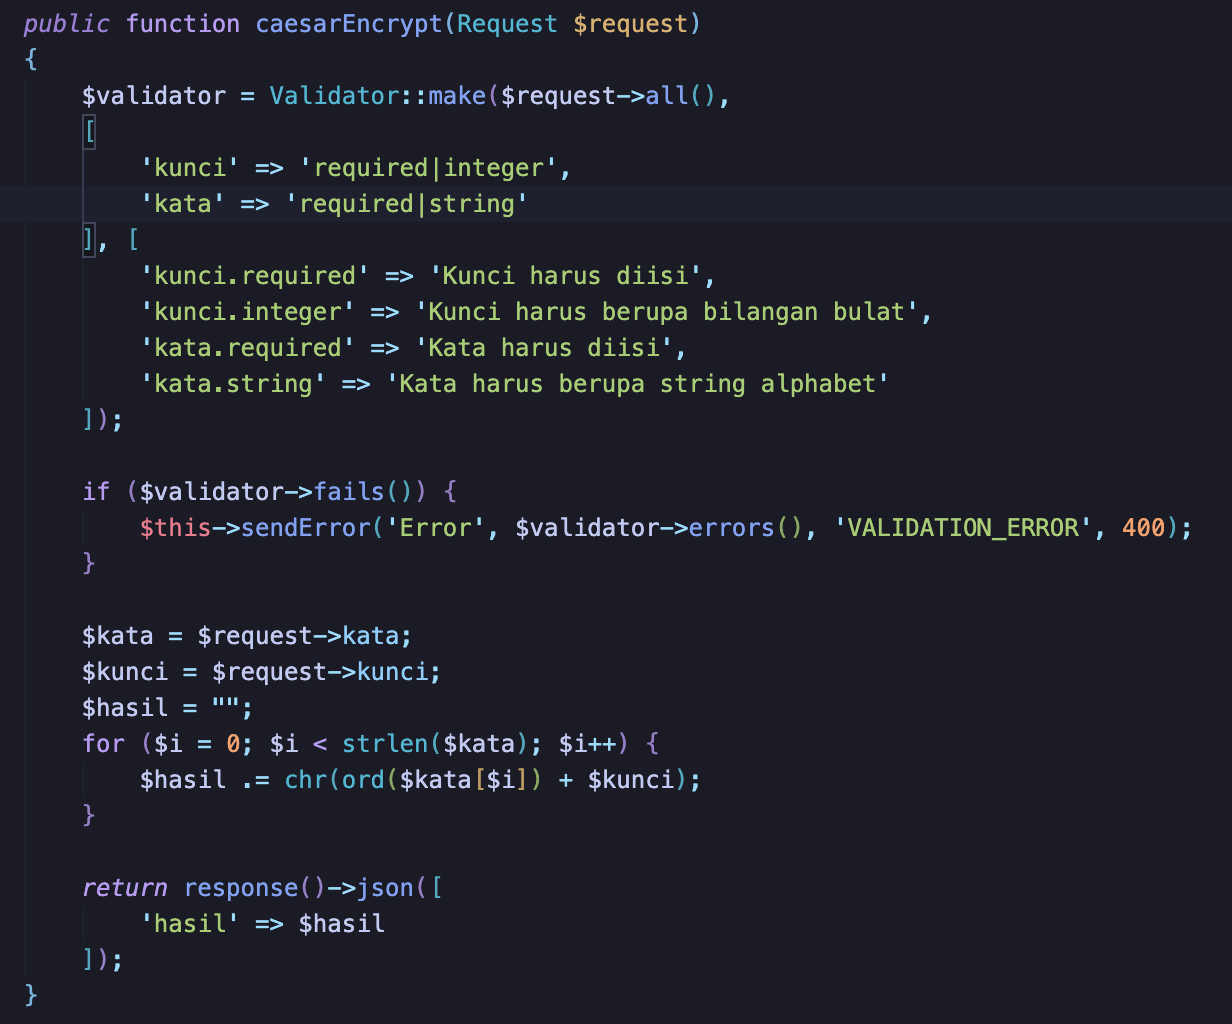 public function caesarEncrypt(Request $request)
{
    $validator = Validator::make($request->all(),
    [
        'kunci' => 'required|integer',
        'kata' => 'required|string'
    ], [
        'kunci.required' => 'Kunci harus diisi',
        'kunci.integer' => 'Kunci harus berupa bilangan bulat',
        'kata.required' => 'Kata harus diisi',
        'kata.string' => 'Kata harus berupa string alphabet'
    ]);

    if ($validator->fails()) {
        $this->sendError('Error', $validator->errors(), 'VALIDATION_ERROR', 400);
    }

    $kata = $request->kata;
    $kunci = $request->kunci;
    $hasil = "";
    for ($i = 0; $i < strlen($kata); $i++) {
        $hasil .= chr(ord($kata[$i]) + $kunci);
    }

    return response()->json([
        'hasil' => $hasil
    ]);
}